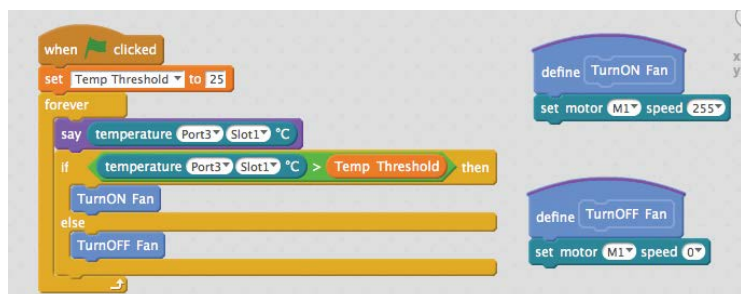 when clicked
set Temp Threshold to 25
forever
say temperature Port3 Slot1 °C
if temperature Port3 Slot1 °C > Temp Threshold then
TurnON Fan
else
TurnOFF Fan
define TurnON Fan
set motor M1 speed 255
define TurnOFF Fan
set motor M1 speed 0
x
y